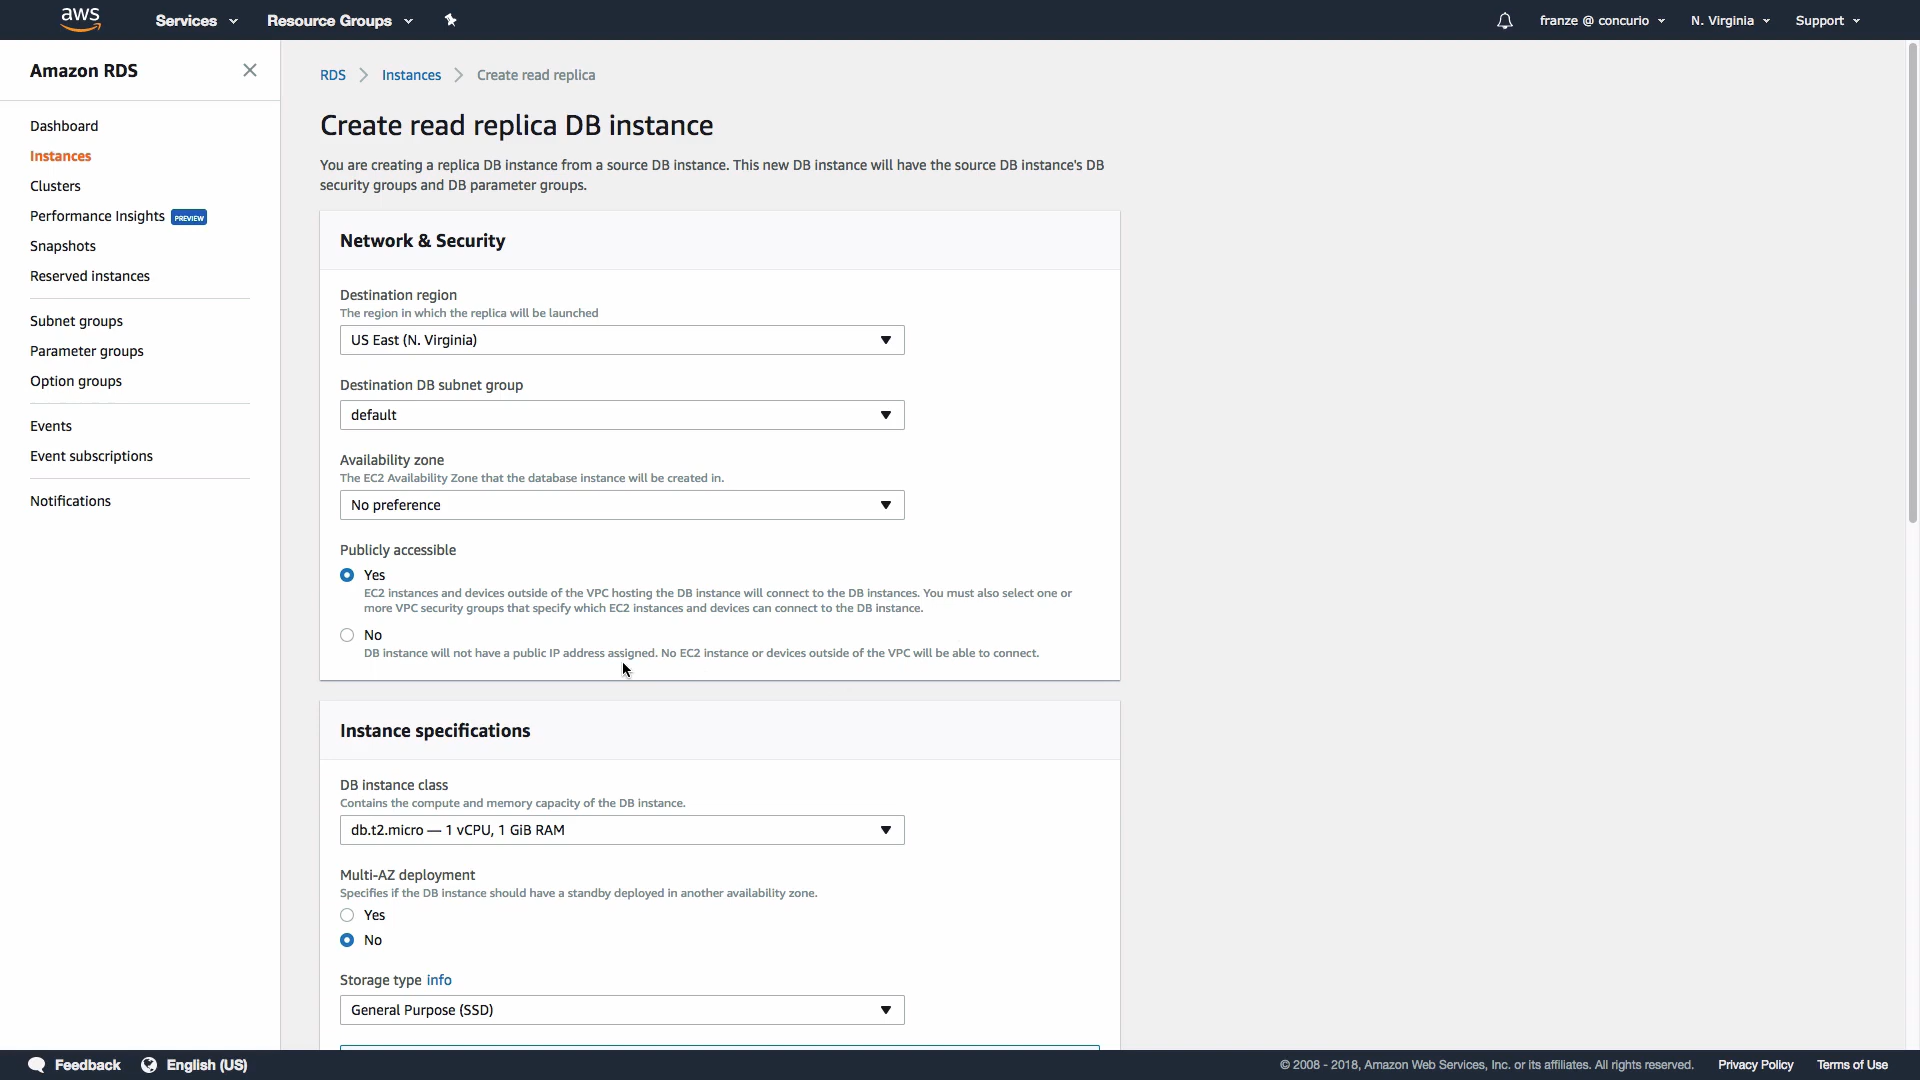 aws Services Resource Groups franze @ concurio N. Virginia Support
Amazon RDS
Dashboard
Instances
Clusters
Performance Insights PREVIEW
Snapshots
Reserved instances
Subnet groups
Parameter groups
Option groups
Events
Event subscriptions
Notifications
RDS Instances Create read replica
Create read replica DB instance
You are creating a replica DB instance from a source DB instance. This new DB instance will have the source DB instance's DB
security groups and DB parameter groups.
Network & Security
Destination region
The region in which the replica will be launched
US East (N. Virginia)
Destination DB subnet group
default
Availability zone
The EC2 Availability Zone that the database instance will be created in.
No preference
Publicly accessible
Yes
EC2 instances and devices outside of the VPC hosting the DB instance will connect to the DB instances. You must also select one or
more VPC security groups that specify which EC2 instances and devices can connect to the DB instance.
No
DB instance will not have a public IP address assigned. No EC2 instance or devices outside of the VPC will be able to connect.
Instance specifications
DB instance class
Contains the compute and memory capacity of the DB instance.
db.t2.micro — 1 vCPU, 1 GiB RAM
Multi-AZ deployment
Specifies if the DB instance should have a standby deployed in another availability zone.
Yes
No
Storage type info
General Purpose (SSD)
Feedback English (US) © 2008 - 2018, Amazon Web Services, Inc. or its affiliates. All rights reserved. Privacy Policy Terms of Use